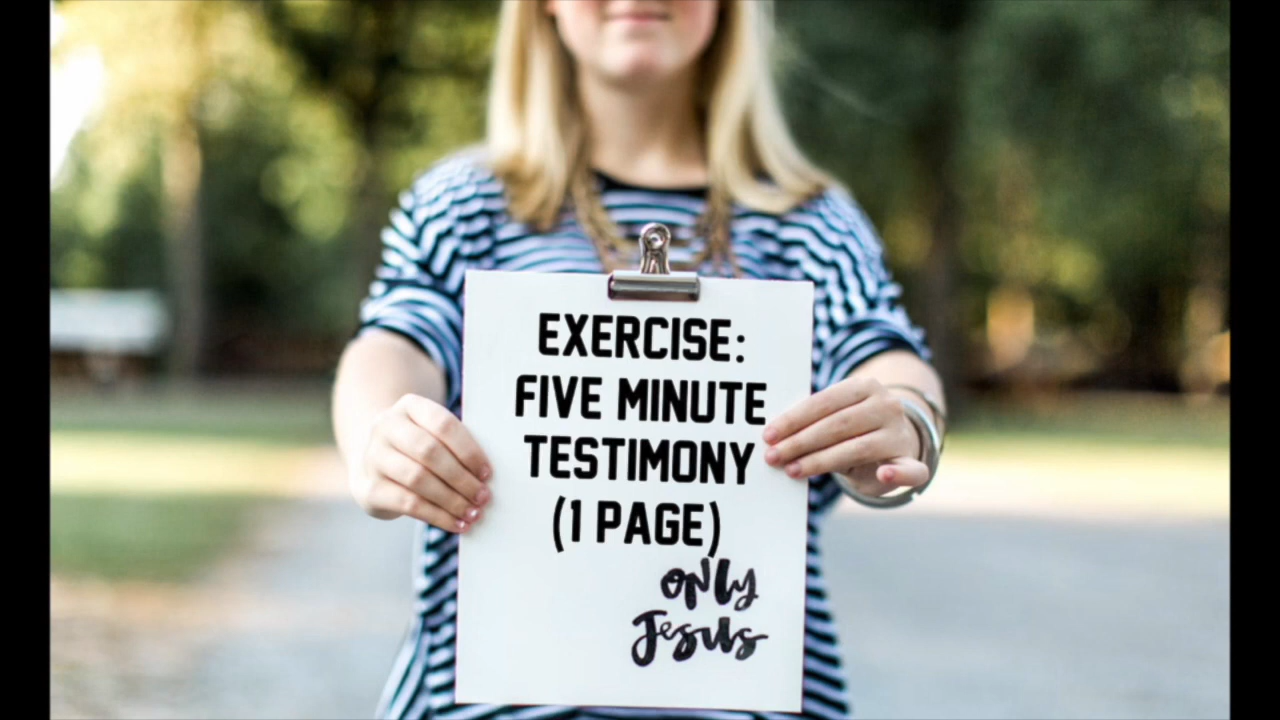 EXERCISE:
FIVE MINUTE
TESTIMONY
(1 PAGE)
only
Jesus